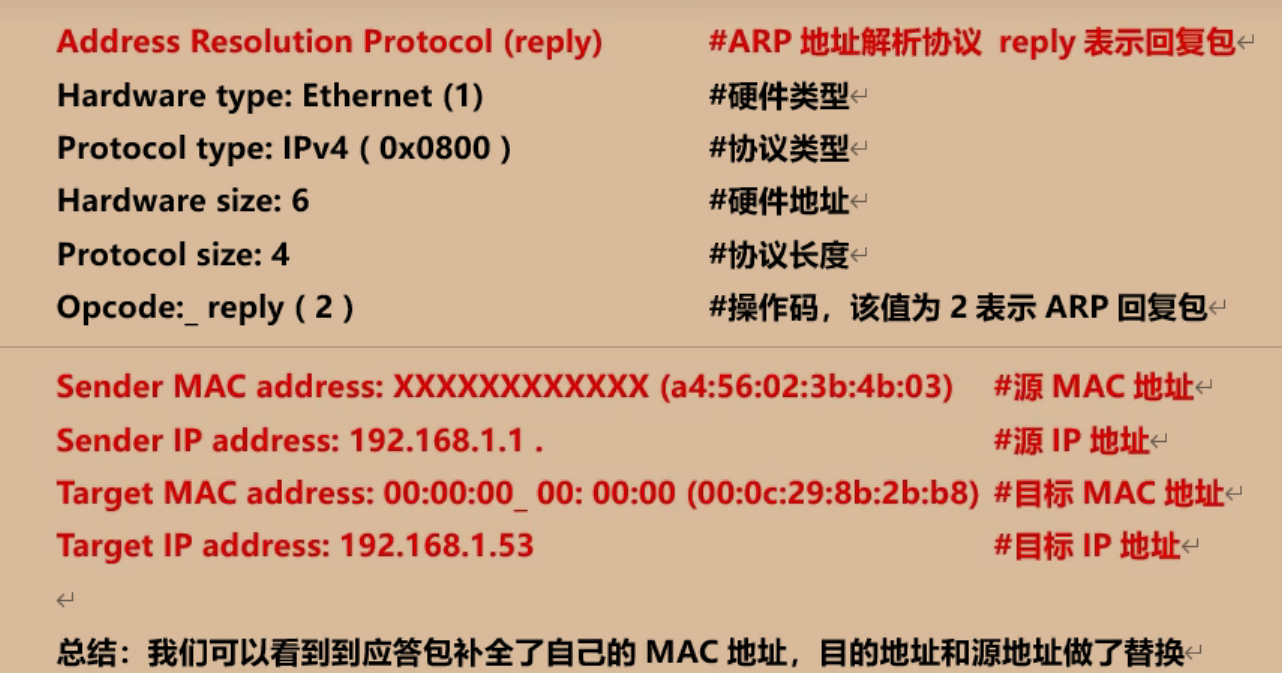 Address Resolution Protocol (reply) #ARP 地址解析协议 reply 表示回复包↵
Hardware type: Ethernet (1) #硬件类型↵
Protocol type: IPv4 ( 0x0800 ) #协议类型↵
Hardware size: 6 #硬件地址↵
Protocol size: 4 #协议长度↵
Opcode:_ reply ( 2 ) #操作码，该值为 2 表示 ARP 回复包↵
Sender MAC address: XXXXXXXXXXXX (a4:56:02:3b:4b:03) #源 MAC 地址↵
Sender IP address: 192.168.1.1 . #源 IP 地址↵
Target MAC address: 00:00:00_ 00: 00:00 (00:0c:29:8b:2b:b8) #目标 MAC 地址↵
Target IP address: 192.168.1.53 #目标 IP 地址↵
↵
总结：我们可以看到到应答包补全了自己的 MAC 地址，目的地址和源地址做了替换↵